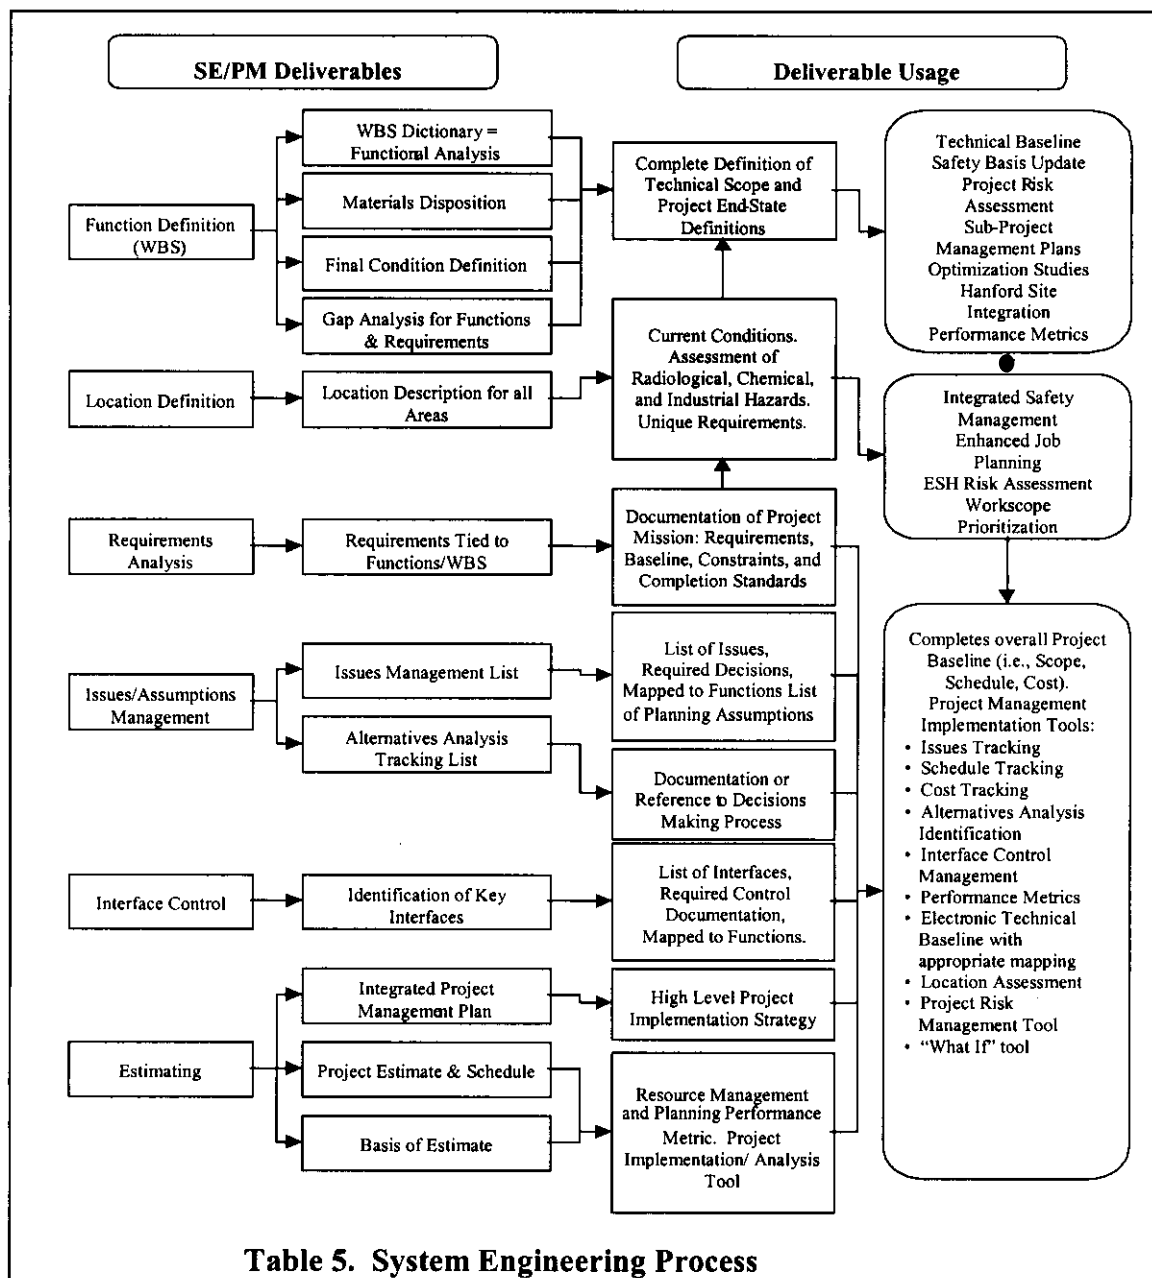 SE/PM Deliverables
Deliverable Usage
Function Definition
(WBS)
WBS Dictionary =
Functional Analysis
Materials Disposition
Final Condition Definition
Gap Analysis for Functions
& Requirements
Complete Definition of
Technical Scope and
Project End-State
Definitions
Technical Baseline
Safety Basis Update
Project Risk
Assessment
Sub-Project
Management Plans
Optimization Studies
Hanford Site
Integration
Performance Metrics
Location Definition
Location Description for all
Areas
Current Conditions.
Assessment of
Radiological, Chemical,
and Industrial Hazards.
Unique Requirements.
Integrated Safety
Management
Enhanced Job
Planning
ESH Risk Assessment
Workscope
Prioritization
Requirements
Analysis
Requirements Tied to
Functions/WBS
Documentation of Project
Mission: Requirements,
Baseline, Constraints, and
Completion Standards
Issues/Assumptions
Management
Issues Management List
Alternatives Analysis
Tracking List
List of Issues,
Required Decisions,
Mapped to Functions List
of Planning Assumptions
Documentation or
Reference to Decisions
Making Process
Interface Control
Identification of Key
Interfaces
List of Interfaces,
Required Control
Documentation,
Mapped to Functions.
Estimating
Integrated Project
Management Plan
Project Estimate & Schedule
Basis of Estimate
High Level Project
Implementation Strategy
Resource Management
and Planning Performance
Metric. Project
Implementation/ Analysis
Tool
Completes overall Project
Baseline (i.e., Scope,
Schedule, Cost).
Project Management
Implementation Tools:
• Issues Tracking
• Schedule Tracking
• Cost Tracking
• Alternatives Analysis
Identification
• Interface Control
Management
• Performance Metrics
• Electronic Technical
Baseline with
appropriate mapping
• Location Assessment
• Project Risk
Management Tool
• "What If" tool
Table 5. System Engineering Process